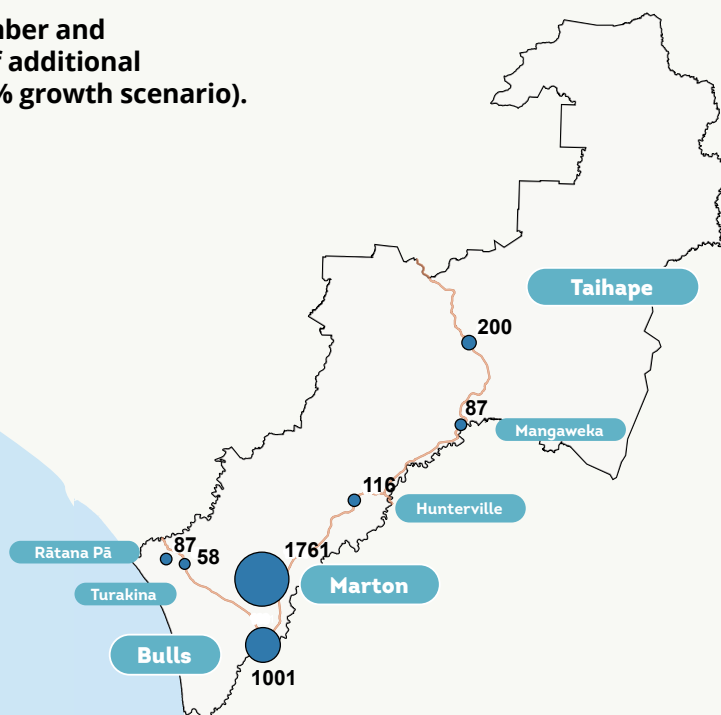 nber and
f additional
% growth scenario).
Taihape
200
87
Mangaweka
116
Hunterville
1761
Rātana Pā
87
58
Marton
Turakina
Bulls
1001